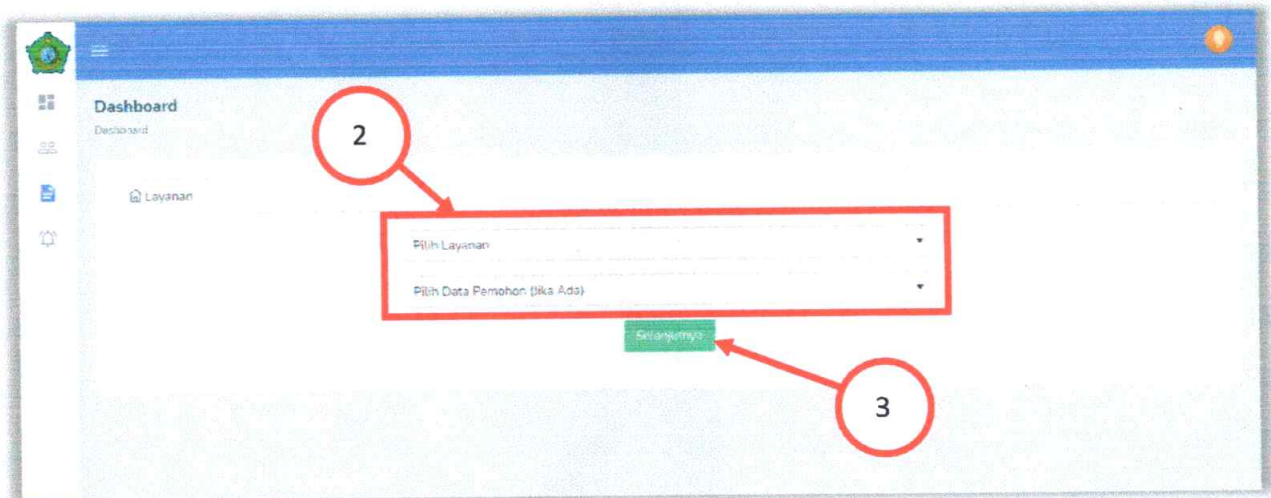 Dashboard
Dashboard
2
Layanan
Pilih Layanan
Pilih Data Pemohon (Jika Ada)
Selanjutnya
3